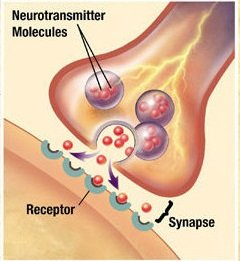 Neurotransmitter
Molecules
Receptor
Synapse